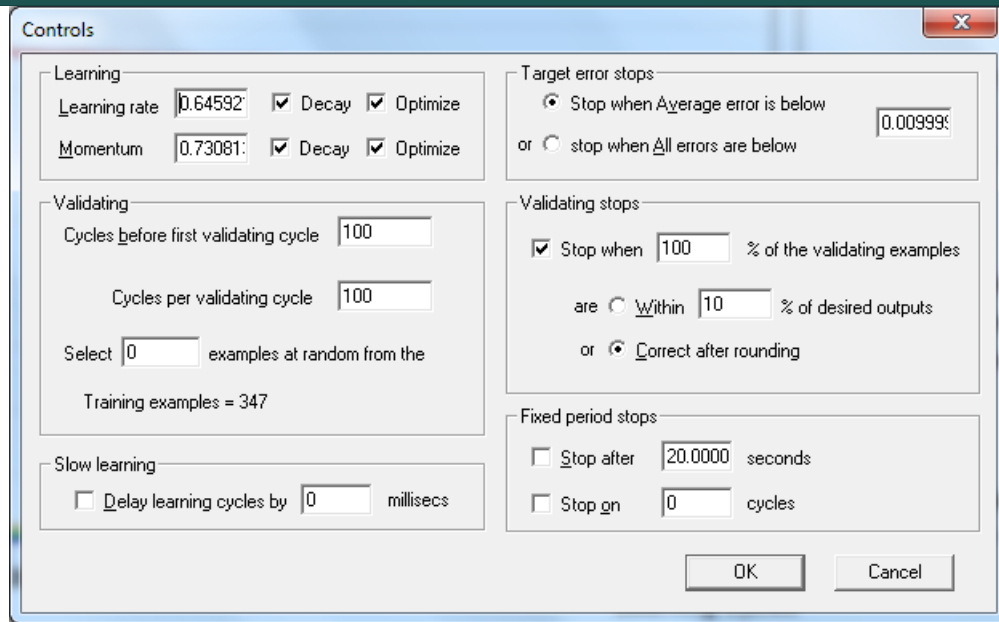 Controls
Learning
Learning rate 0.64592 Decay Optimize
Momentum 0.73081 Decay Optimize
Validating
Cycles before first validating cycle 100
Cycles per validating cycle 100
Select 0 examples at random from the
Training examples = 347
Slow learning
Delay learning cycles by 0 millisecs
Target error stops
Stop when Average error is below
0.00999
or stop when All errors are below
Validating stops
Stop when 100 % of the validating examples
are Within 10 % of desired outputs
or Correct after rounding
Fixed period stops
Stop after 20.0000 seconds
Stop on 0 cycles
OK Cancel